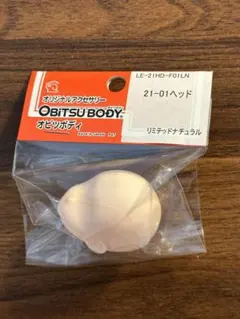 LE-21HD-F01LN
オリジナルアクセサリー
OBITSU BODY
オビツボディ
21-01ヘッド
リミテッドナチュラル